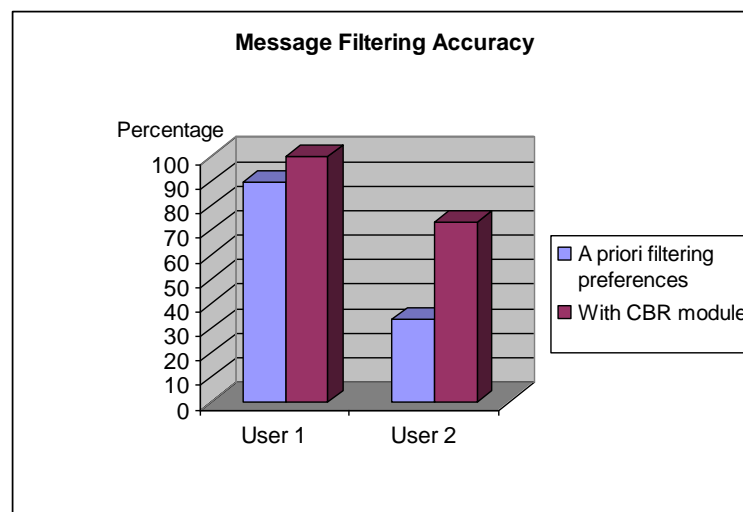 Message Filtering Accuracy
Percentage
100
90
80
70
60
50
40
30
20
10
0
User 1
User 2
A priori filtering
preferences
With CBR module